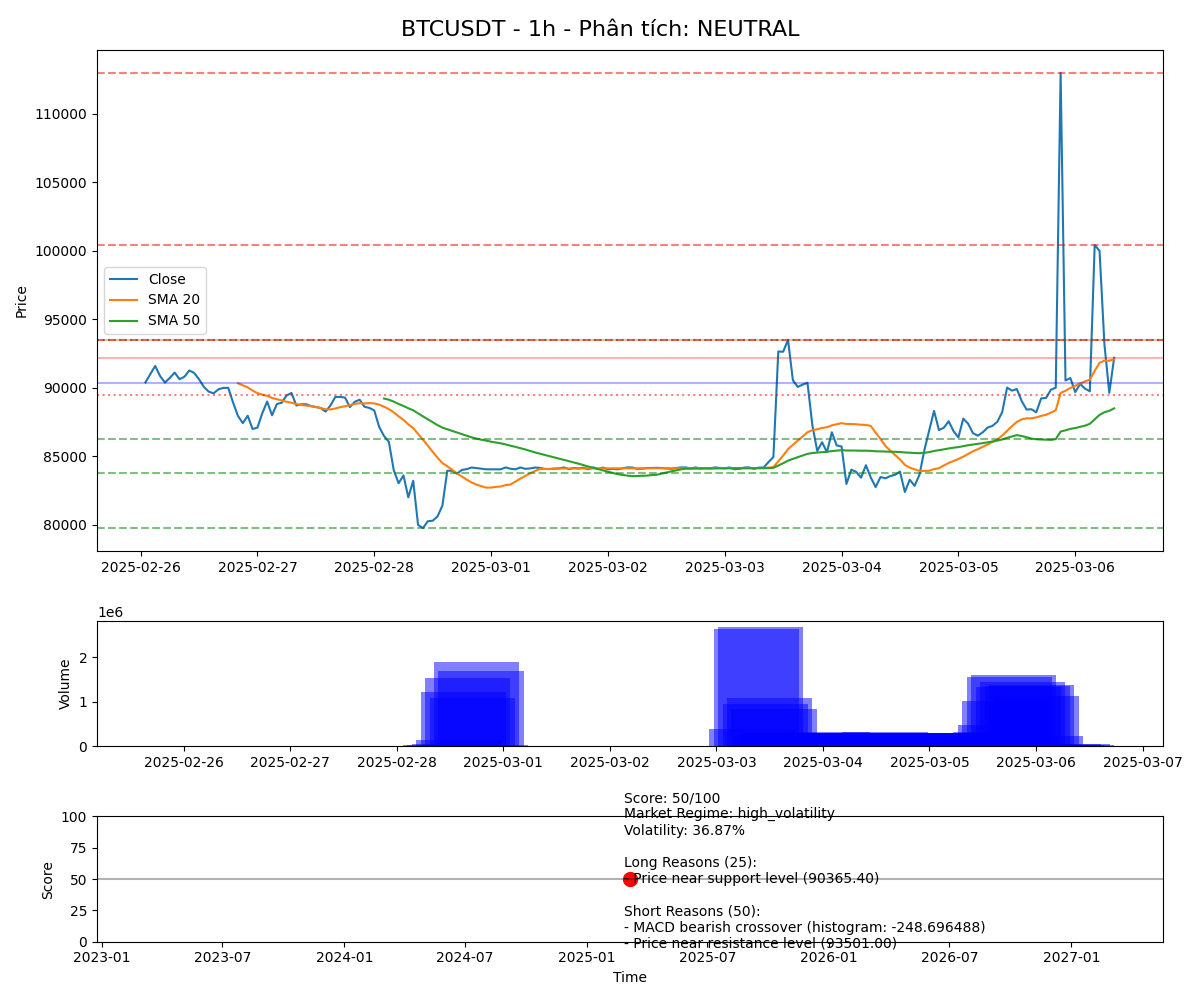 BTCUSDT - 1h - Phân tích: NEUTRAL
110000
105000
100000
95000
90000
85000
80000
Price
Close
SMA 20
SMA 50
2025-02-26
2025-02-27
2025-02-28
2025-03-01
2025-03-02
2025-03-03
2025-03-04
2025-03-05
2025-03-06
1e6
2
1
0
Volume
2025-02-26
2025-02-27
2025-02-28
2025-03-01
2025-03-02
2025-03-03
2025-03-04
2025-03-05
2025-03-06
2025-03-07
Score: 50/100
Market Regime: high_volatility
Volatility: 36.87%
Long Reasons (25):
- Price near support level (90365.40)
Short Reasons (50):
- MACD bearish crossover (histogram: -248.696488)
- Price near resistance level (93501.00)
100
75
50
25
0
Score
2023-01
2023-07
2024-01
2024-07
2025-01
2025-07
2026-01
2026-07
2027-01
Time